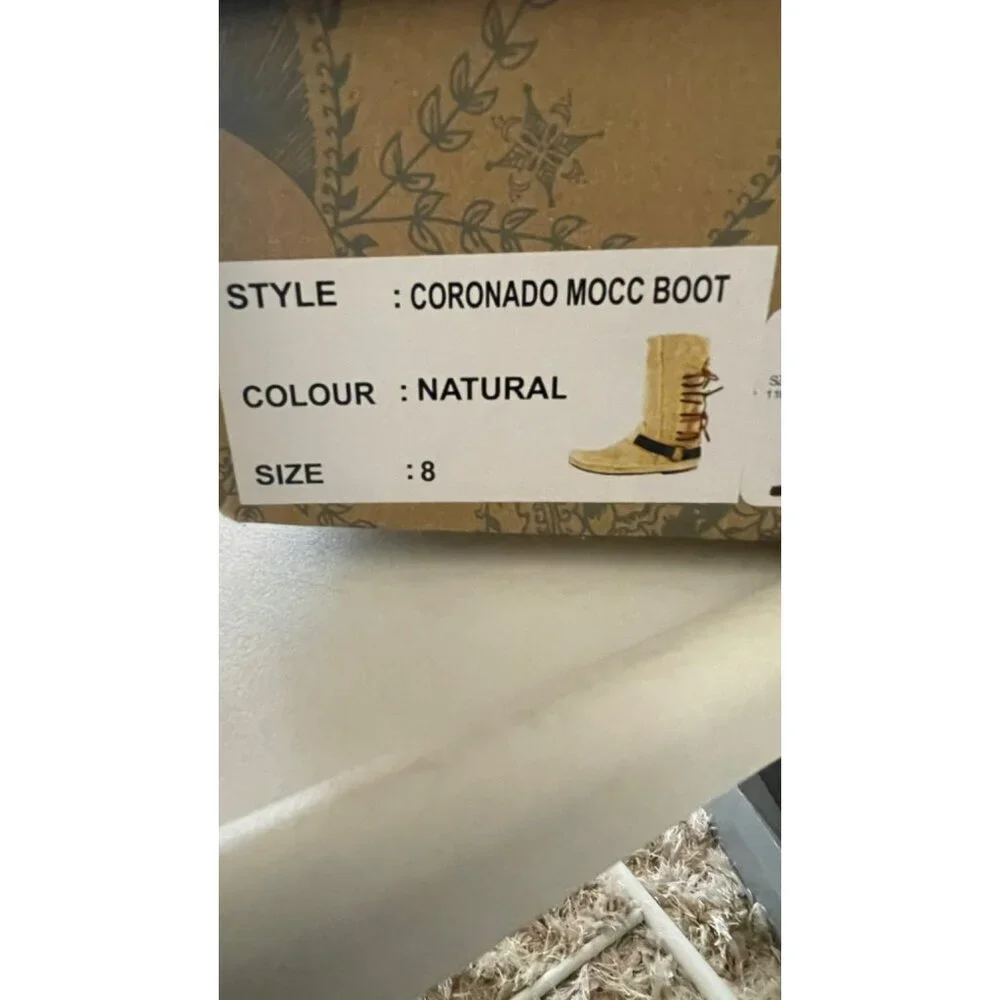 STYLE : CORONADO MOCC BOOT
COLOUR : NATURAL
SIZE : 8